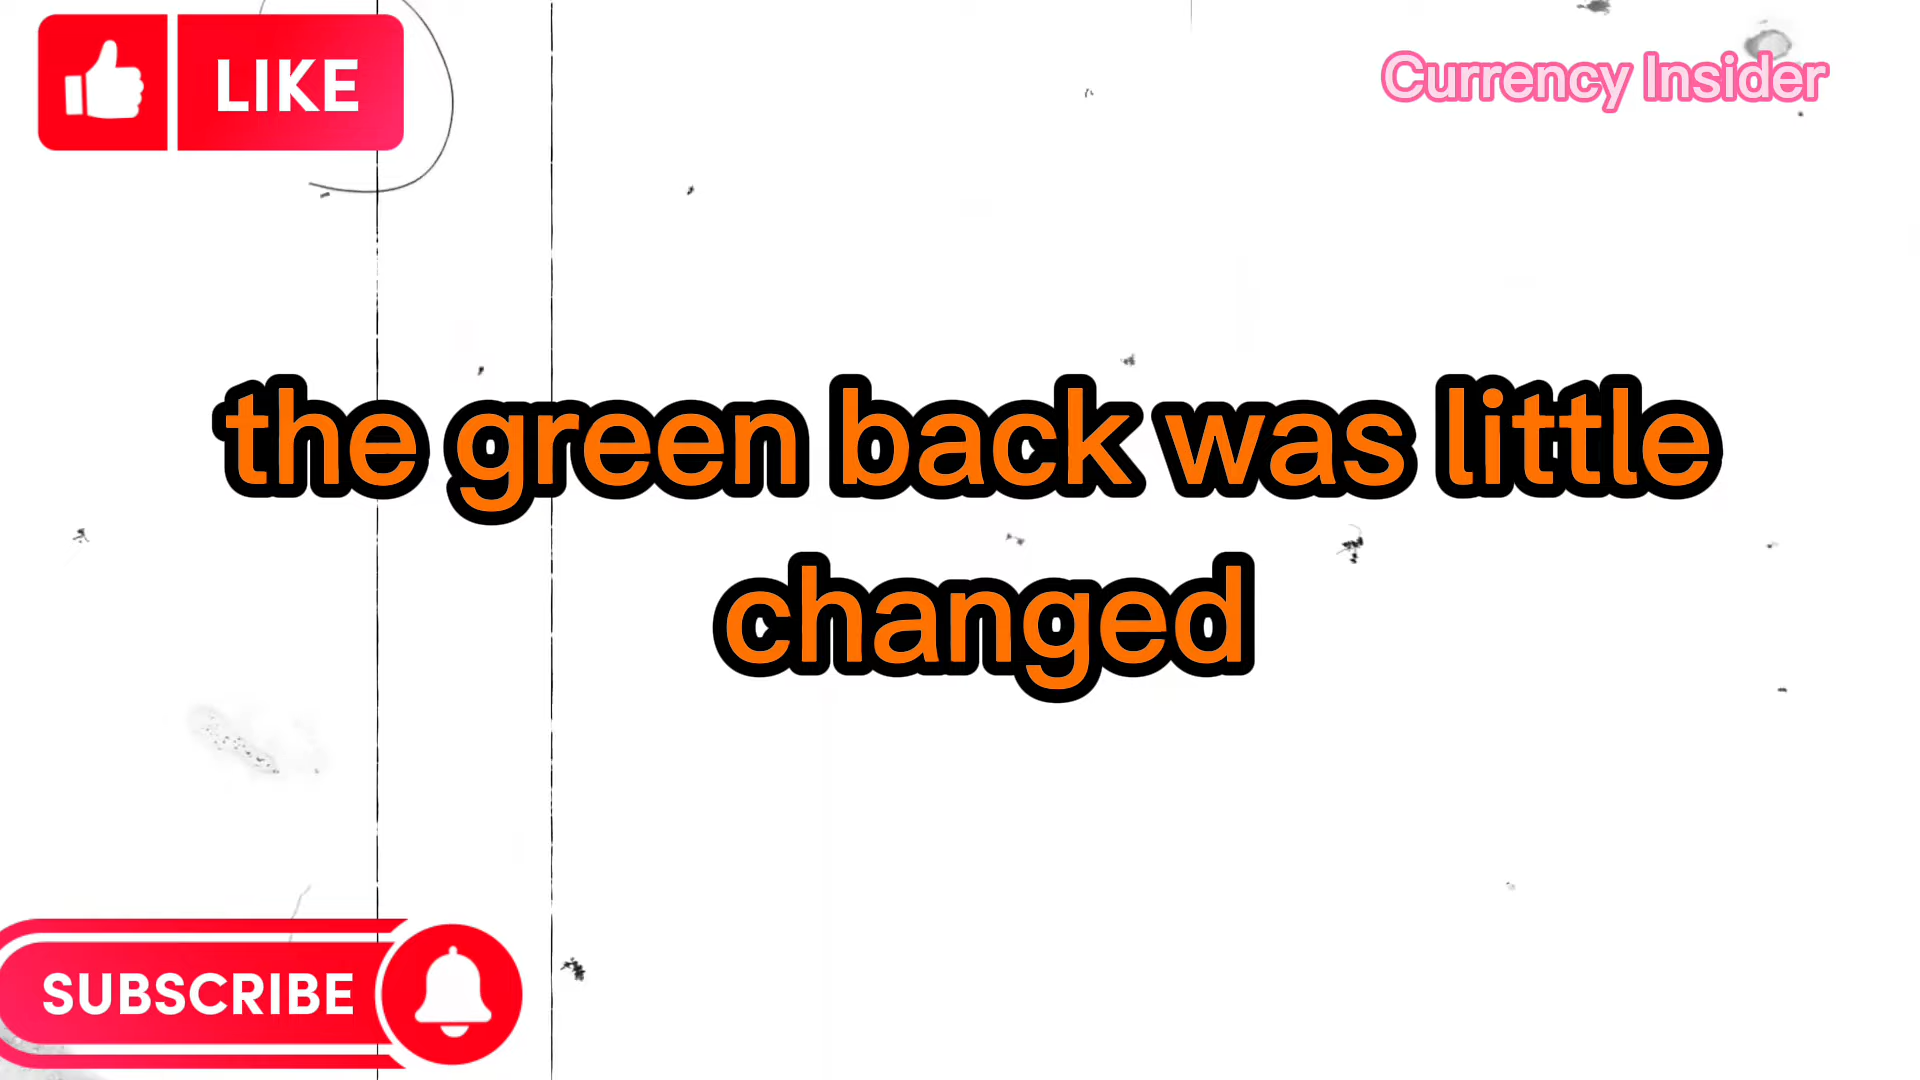 LIKE
Currency Insider
the green back was little
changed
SUBSCRIBE